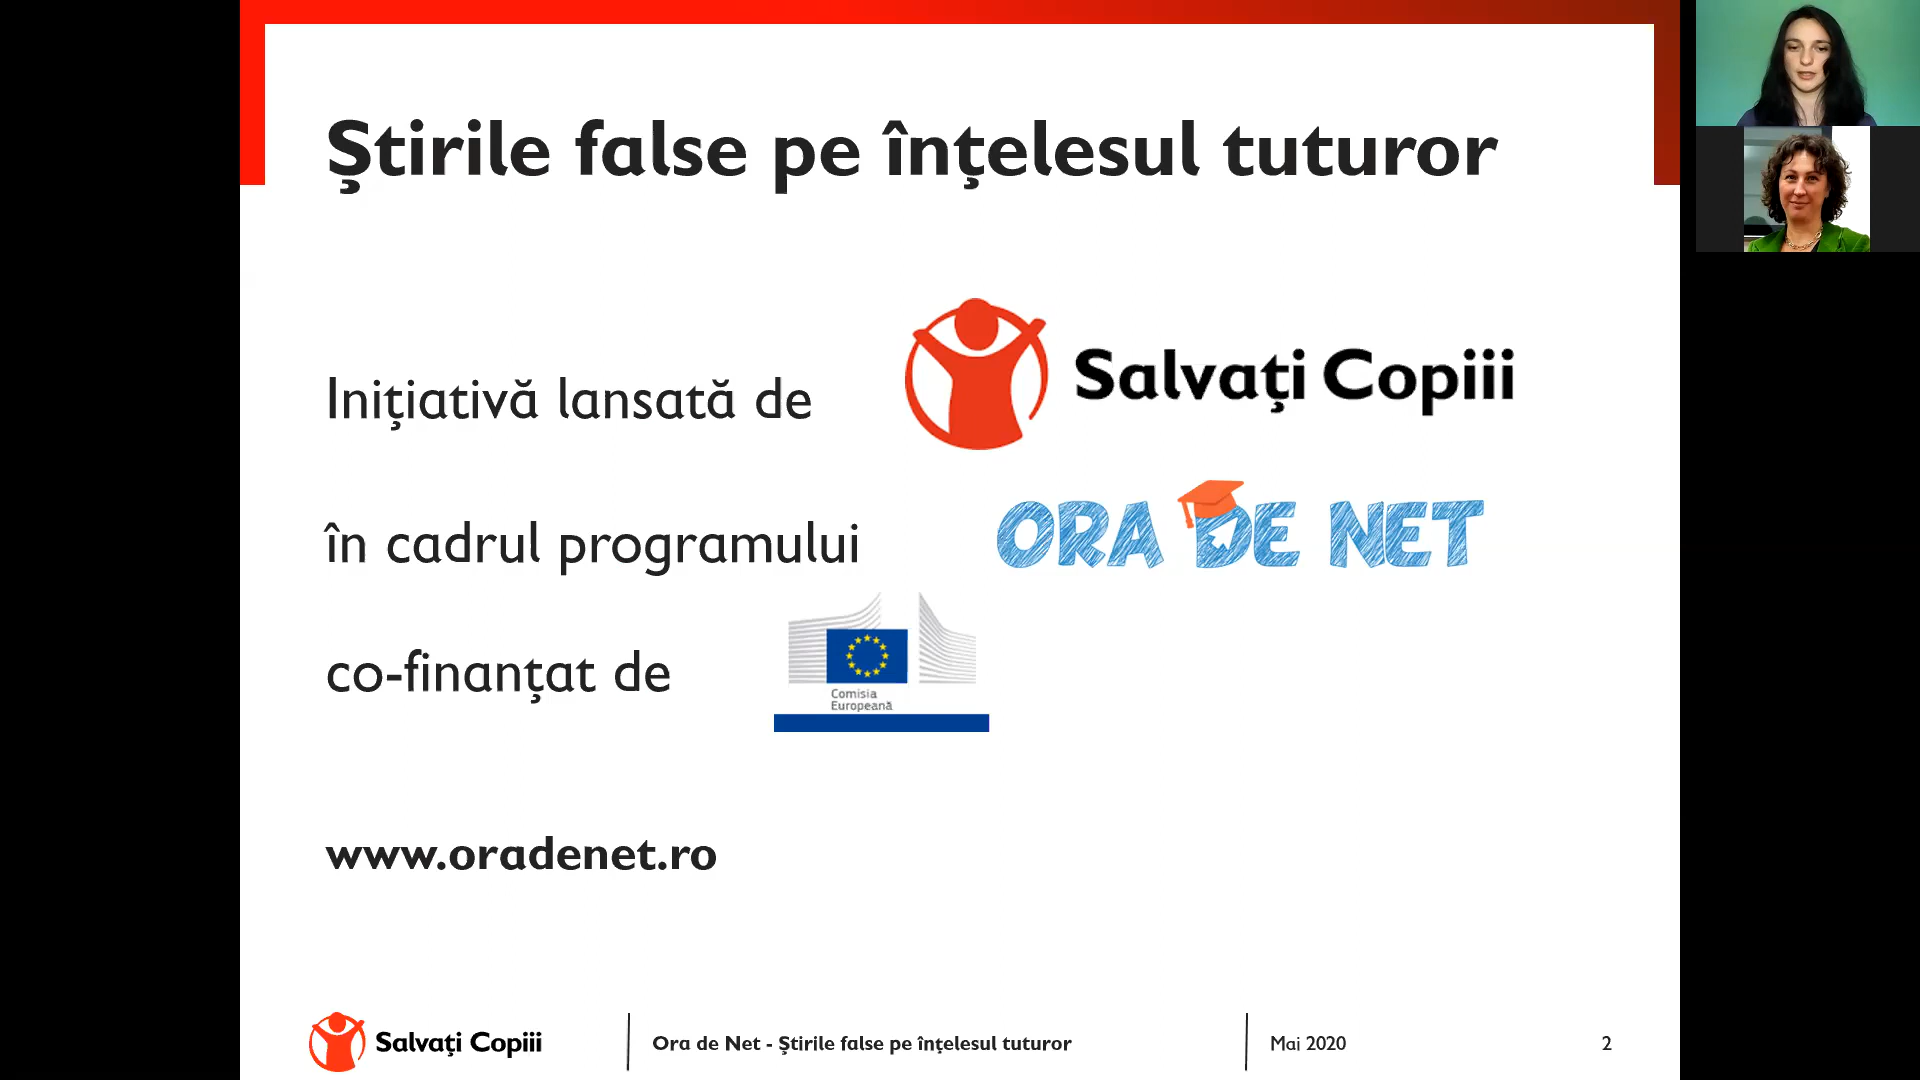 Ştirile false pe înţelesul tuturor
Iniţiativă lansată de
Salvaţi Copiii
în cadrul programului
ORA DE NET
co-finanţat de
Comisia
Europeană
www.oradenet.ro
Salvaţi Copiii
Ora de Net - Ştirile false pe înţelesul tuturor
Mai 2020
2